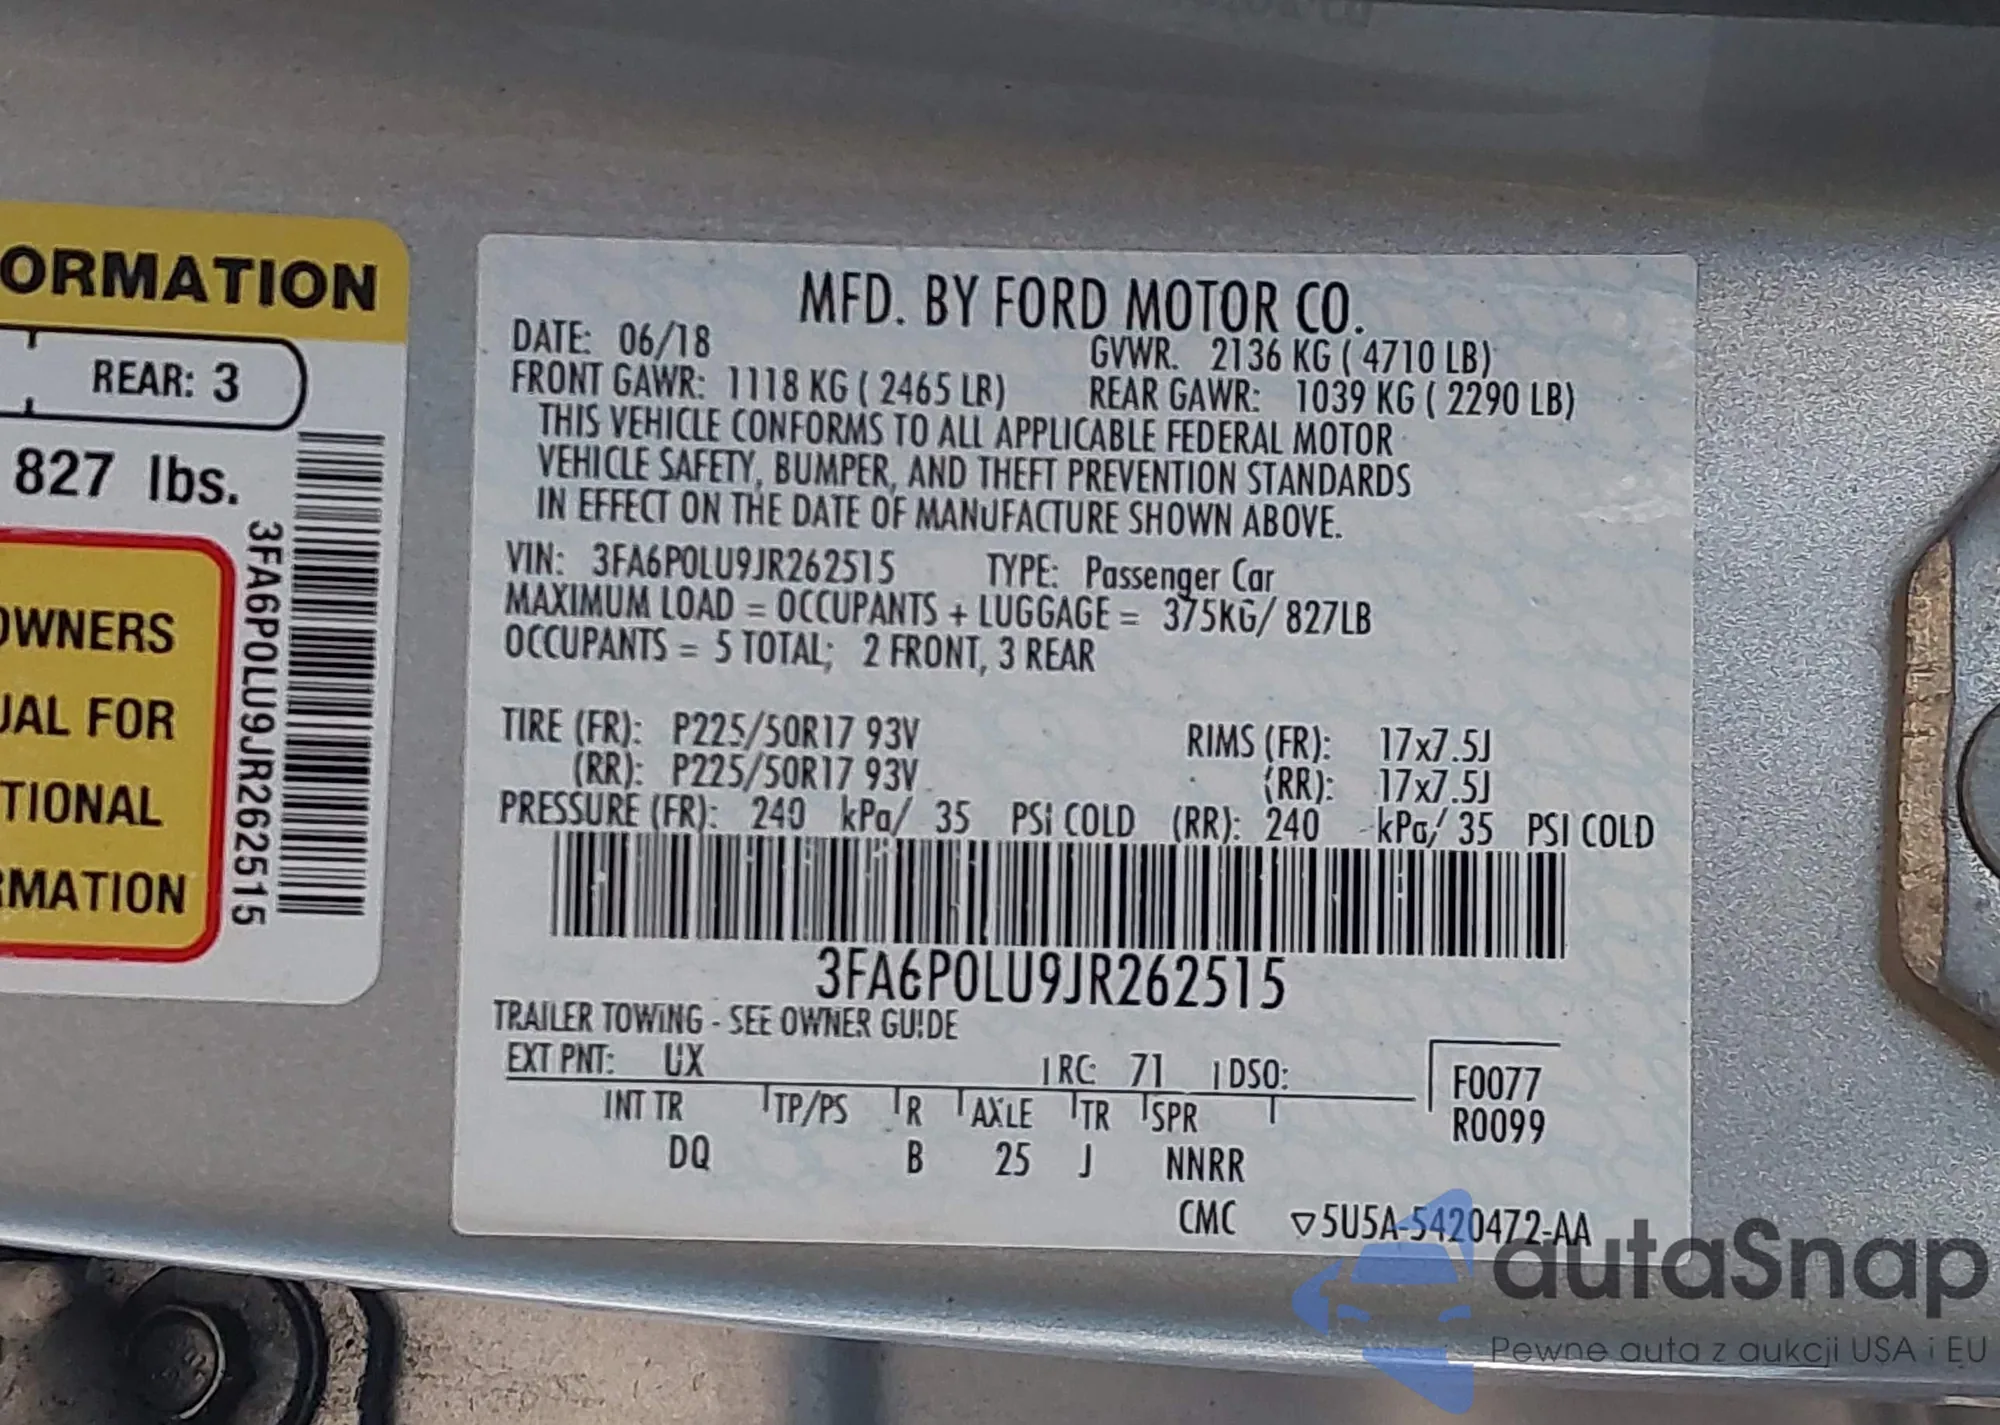 ORMATION
REAR: 3
827 lbs.
3FA6P0LU9JR262515
OWNERS
UAL FOR
TIONAL
RMATION
MFD. BY FORD MOTOR CO.
DATE: 06/18 GVWR. 2136 KG ( 4710 LB)
FRONT GAWR: 1118 KG ( 2465 LB) REAR GAWR: 1039 KG ( 2290 LB)
THIS VEHICLE CONFORMS TO ALL APPLICABLE FEDERAL MOTOR
VEHICLE SAFETY, BUMPER, AND THEFT PREVENTION STANDARDS
IN EFFECT ON THE DATE OF MANUFACTURE SHOWN ABOVE.
VIN: 3FA6P0LU9JR262515 TYPE: Passenger Car
MAXIMUM LOAD = OCCUPANTS + LUGGAGE = 375KG/ 827LB
OCCUPANTS = 5 TOTAL; 2 FRONT, 3 REAR
TIRE (FR): P225/50R17 93V RIMS (FR): 17x7.5J
(RR): P225/50R17 93V (RR): 17x7.5J
PRESSURE (FR): 240 kPa/ 35 PSI COLD (RR): 240 kPa/ 35 PSI COLD
3FA6P0LU9JR262515
TRAILER TOWING - SEE OWNER GUIDE
EXT PNT: UX RC: 71 DSO:
F0077
INT TR TP/PS R AXLE TR SPR
R0099
DQ B 25 J NNRR
CMC ▽5U5A-5420472-AA
autaSnap
Pewne auta z aukcji USA i EU